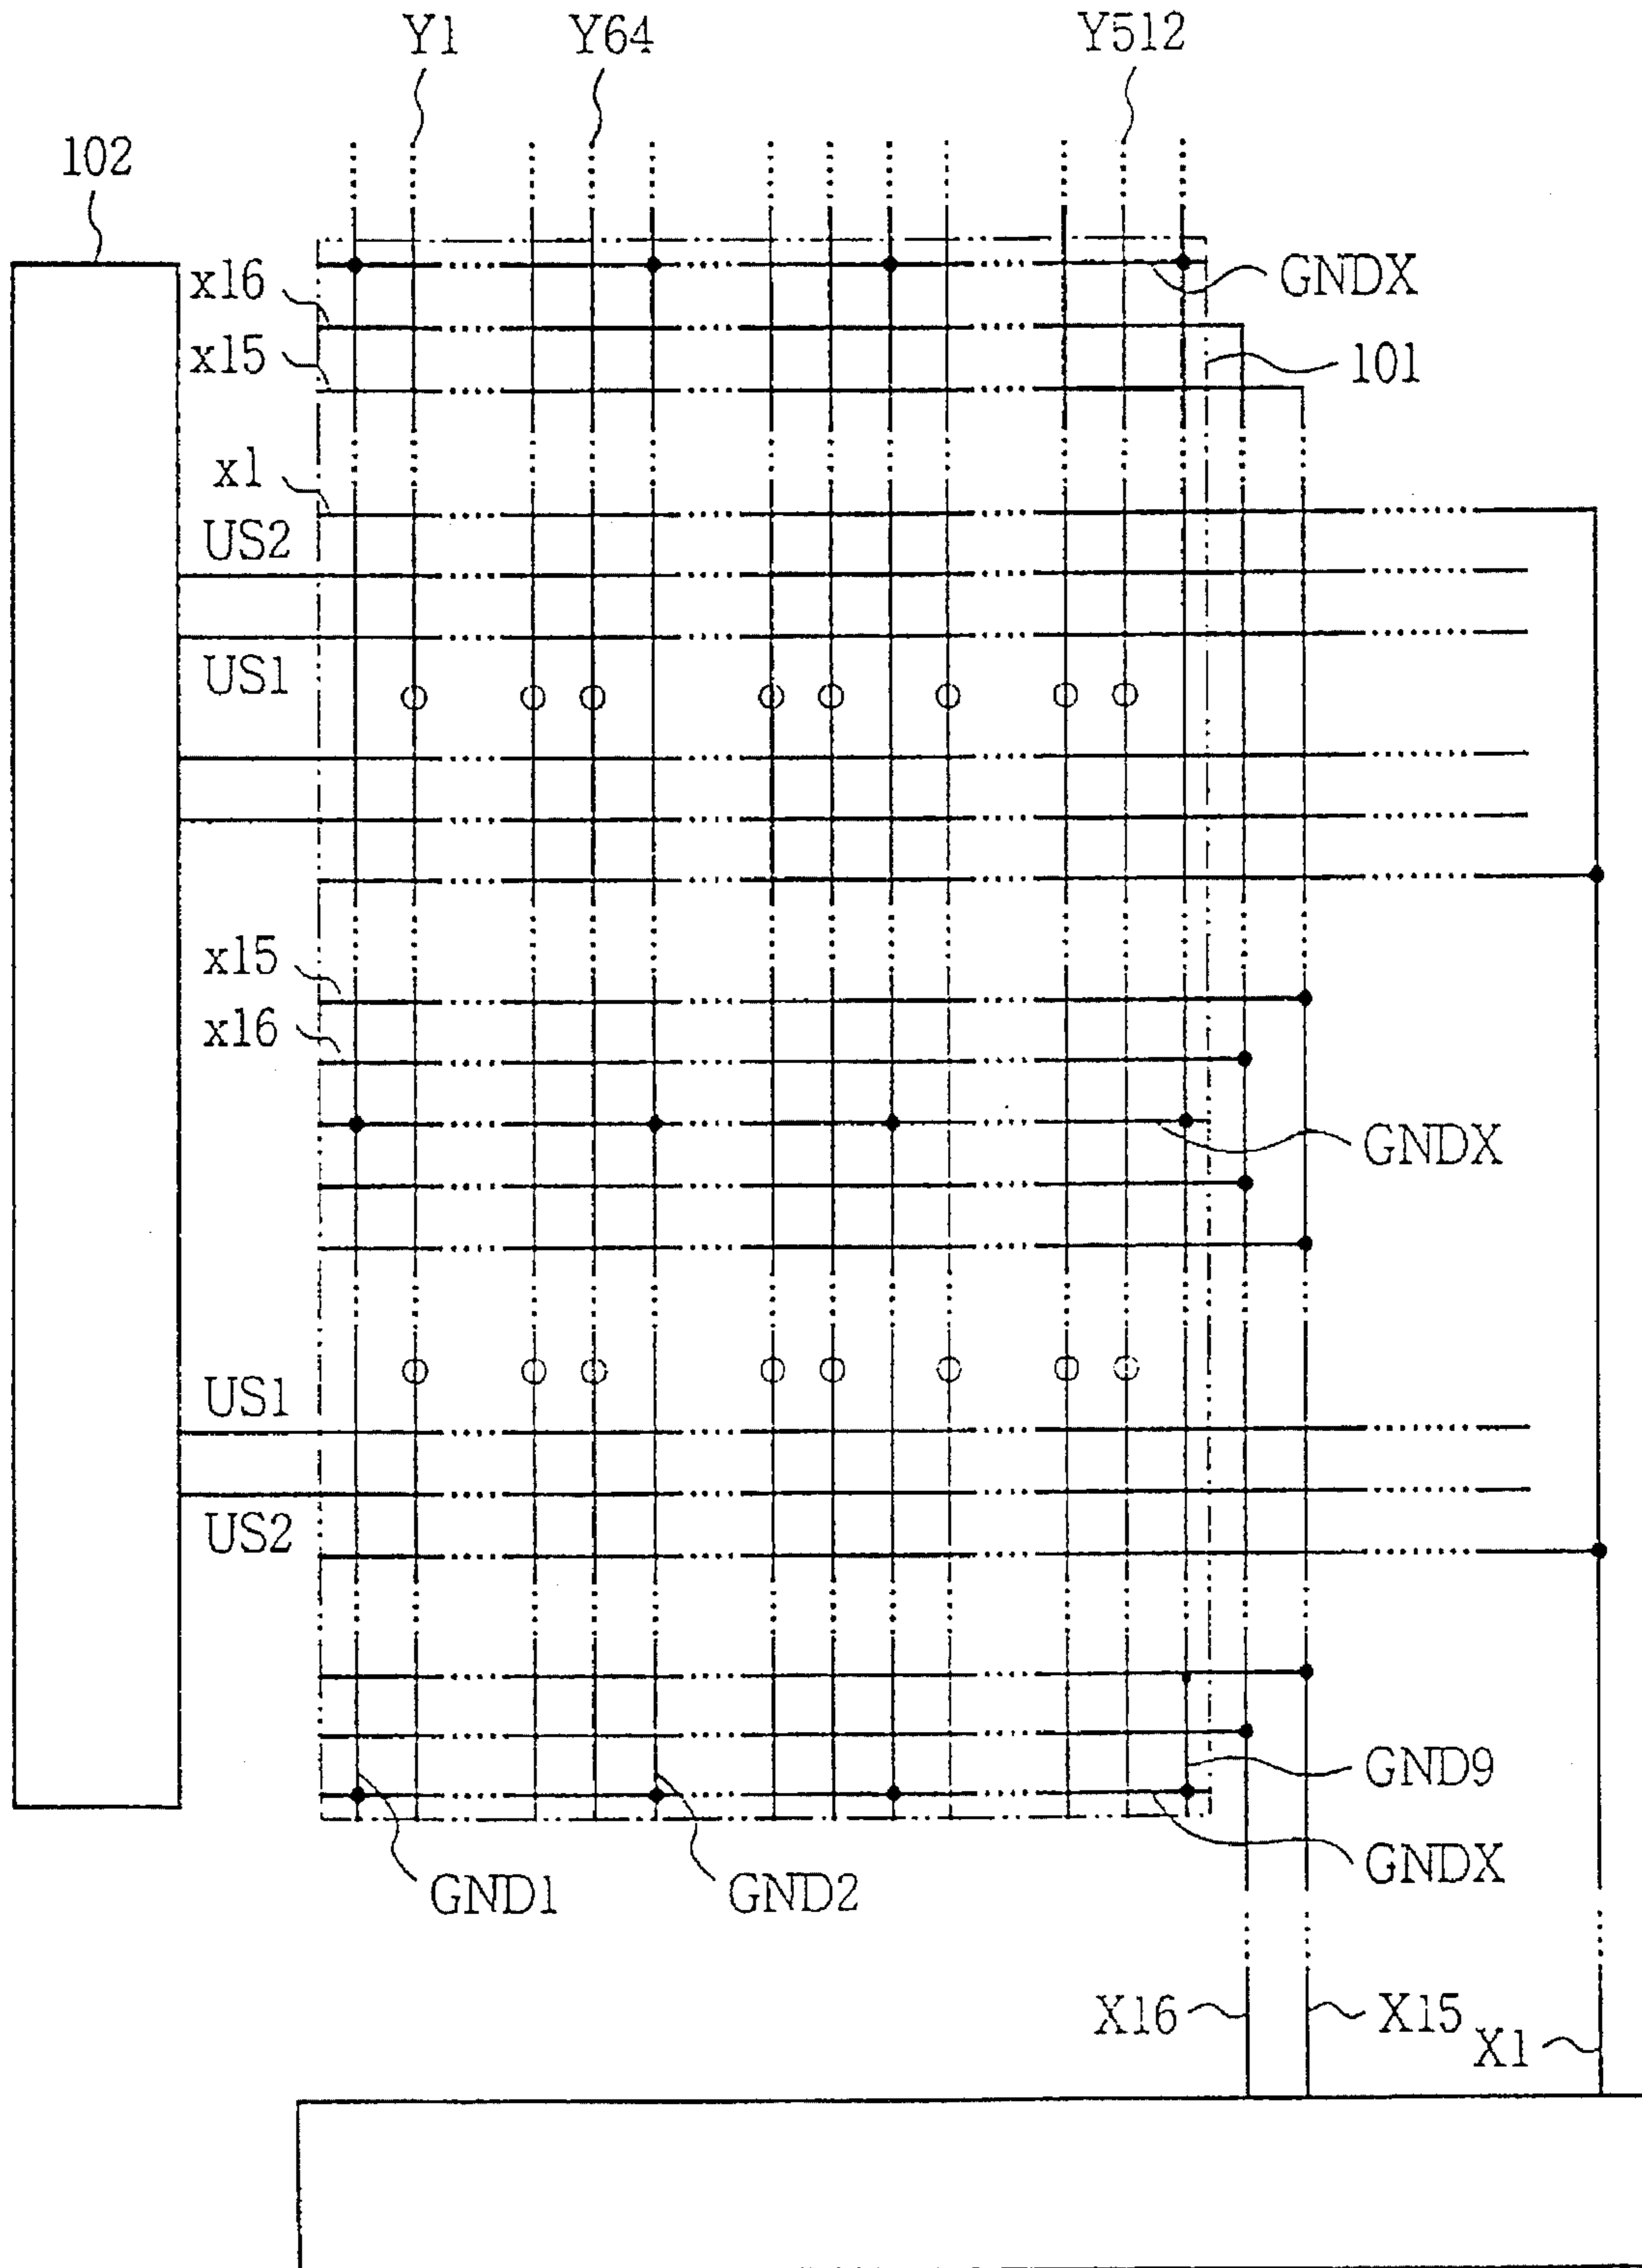 Y1 Y64 Y512
102
GNDX
x16
x15
101
x1
US2
US1
x15
x16
GNDX
US1
US2
GND9
GNDX
GND1 GND2
X16 X15 X1